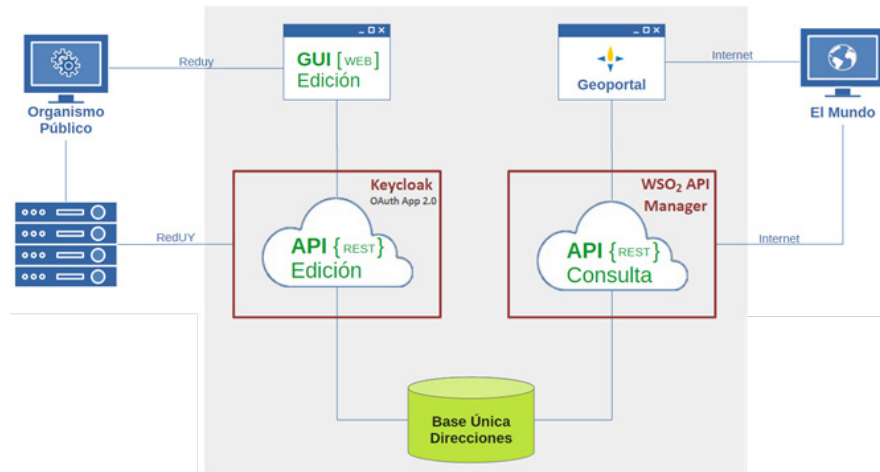 Organismo
Público
Reduy
GUI [WEB]
Edición
Geoportal
Internet
El Mundo
RedUY
Keycloak
OAuth App 2.0
API {REST}
Edición
WSO₂ API
Manager
API {REST}
Consulta
Internet
Base Única
Direcciones